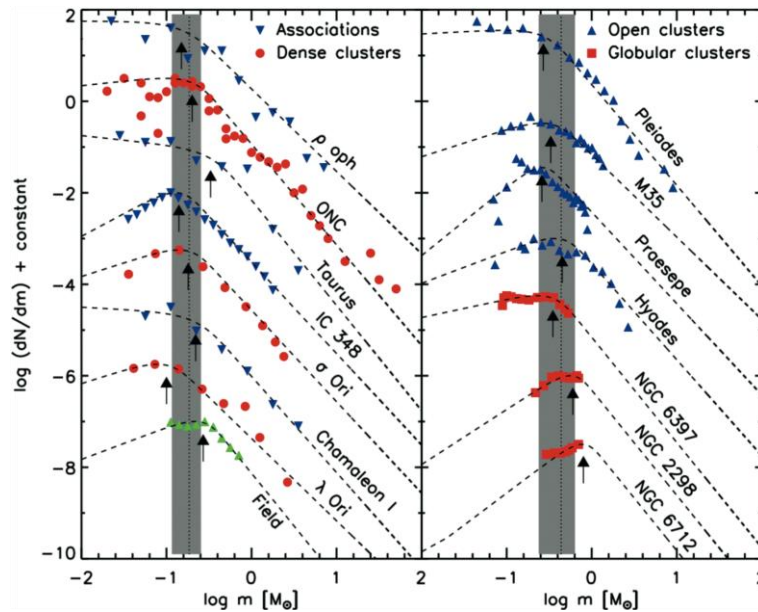 Associations
Dense clusters
ρ oph
ONC
Taurus
IC 348
σ Ori
Chamaleon I
λ Ori
Field
Open clusters
Globular clusters
Pleiades
M35
Praesepe
Hyades
NGC 6397
NGC 2298
NGC 6712
log (dN/dm) + constant
2
0
−2
−4
−6
−8
−10
−2 −1 0 1 2 −1 0 1 2
log m [M⊙] log m [M⊙]